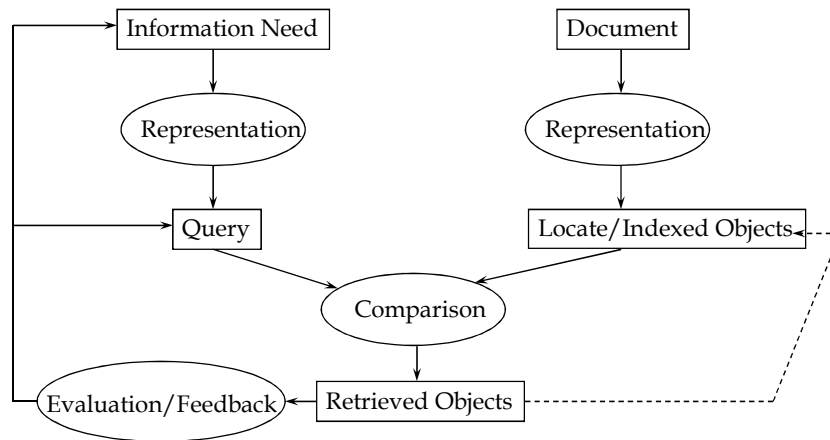 Information Need
Document
Representation
Representation
Query
Locate/Indexed Objects
Comparison
Evaluation/Feedback
Retrieved Objects